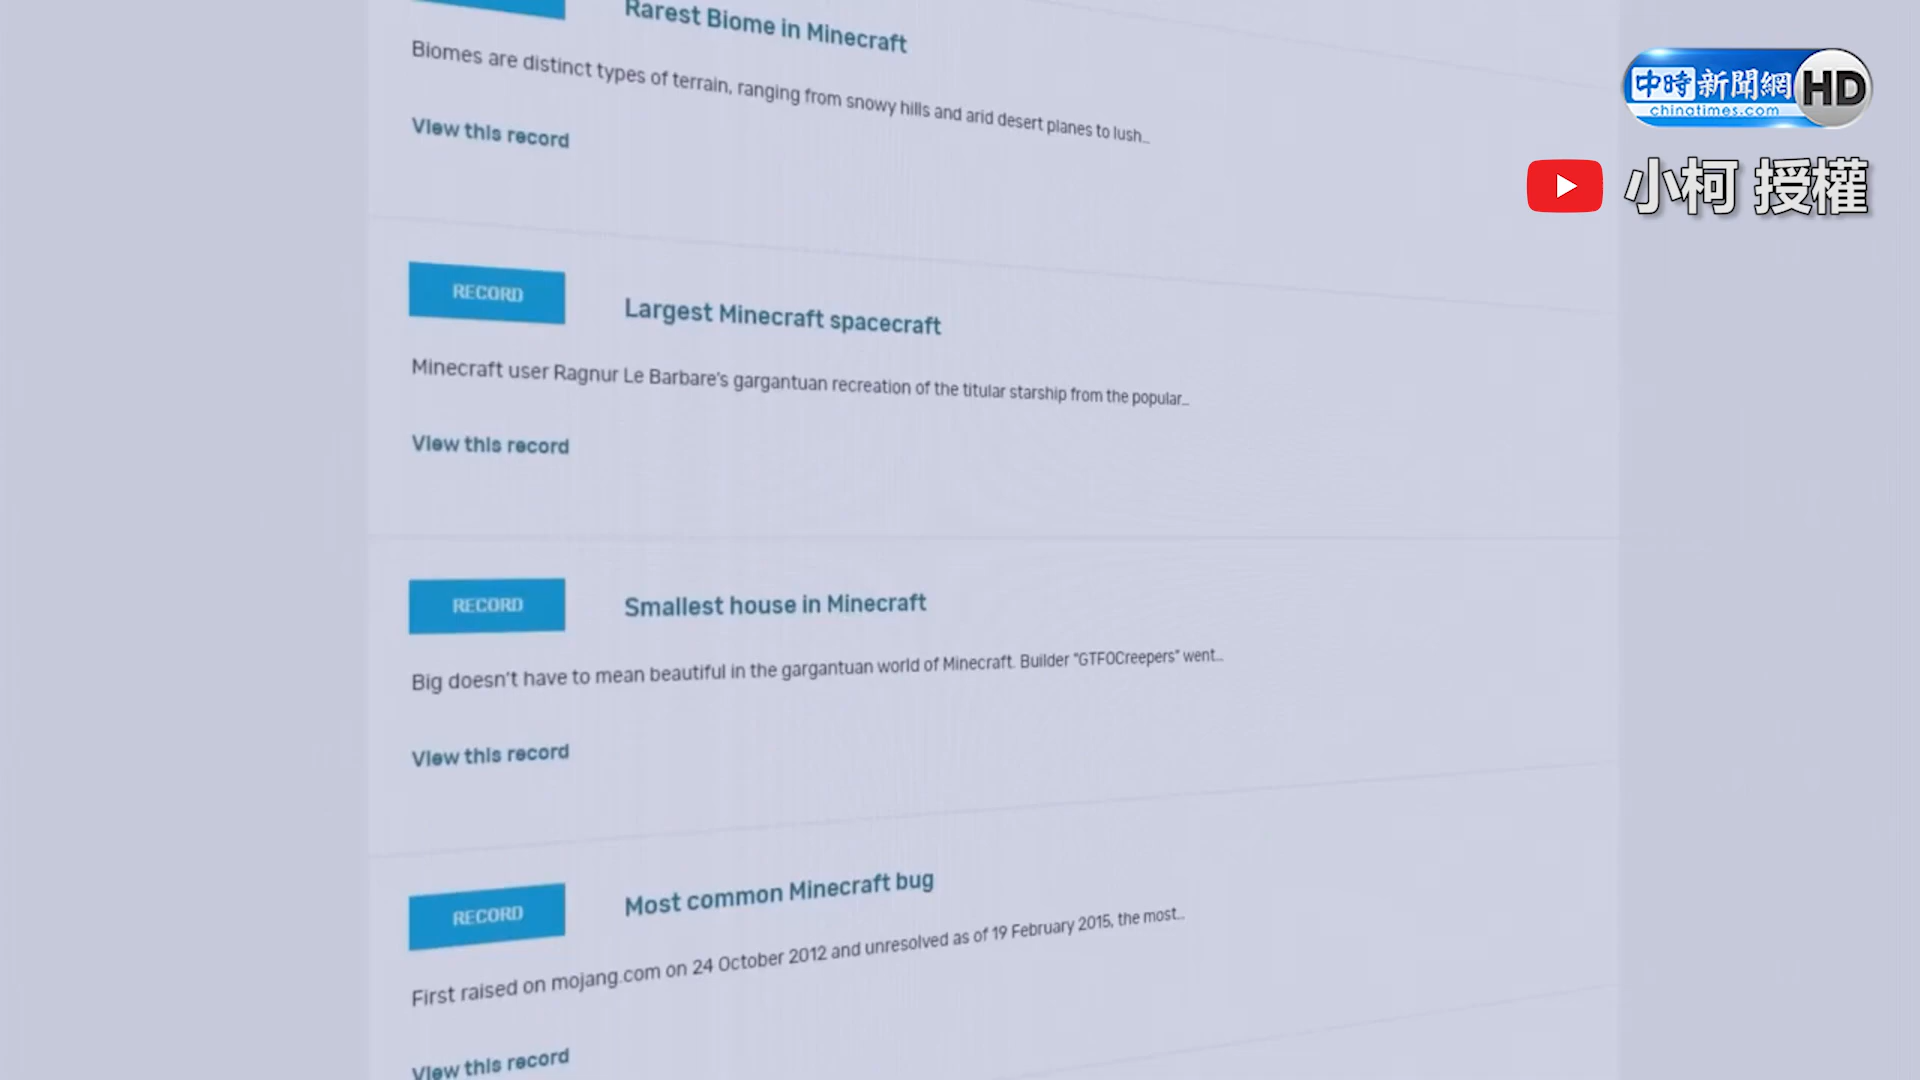 Rarest Biome in Minecraft
Biomes are distinct types of terrain, ranging from snowy hills and arid desert planes to lush...
View this record
中時新聞網 HD
chinatimes.com
小柯 授權
RECORD
Largest Minecraft spacecraft
Minecraft user Ragnur Le Barbare's gargantuan recreation of the titular starship from the popular...
View this record
RECORD
Smallest house in Minecraft
Big doesn't have to mean beautiful in the gargantuan world of Minecraft. Builder "GTFOCreepers" went...
View this record
RECORD
Most common Minecraft bug
First raised on mojang.com on 24 October 2012 and unresolved as of 19 February 2015, the most...
View this record